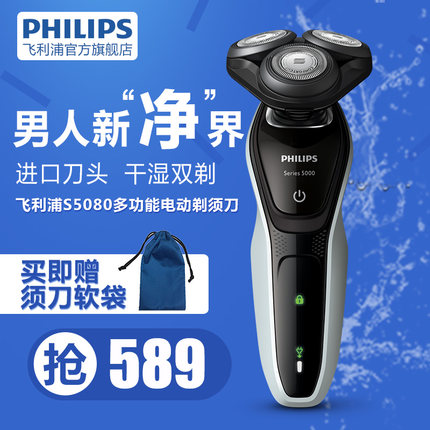 PHILIPS
飞利浦官方旗舰店
男人新“净”界
进口刀头 干湿双剃
飞利浦S5080多功能电动剃须刀
买即赠
须刀软袋
抢 589
PHILIPS
Series 5000